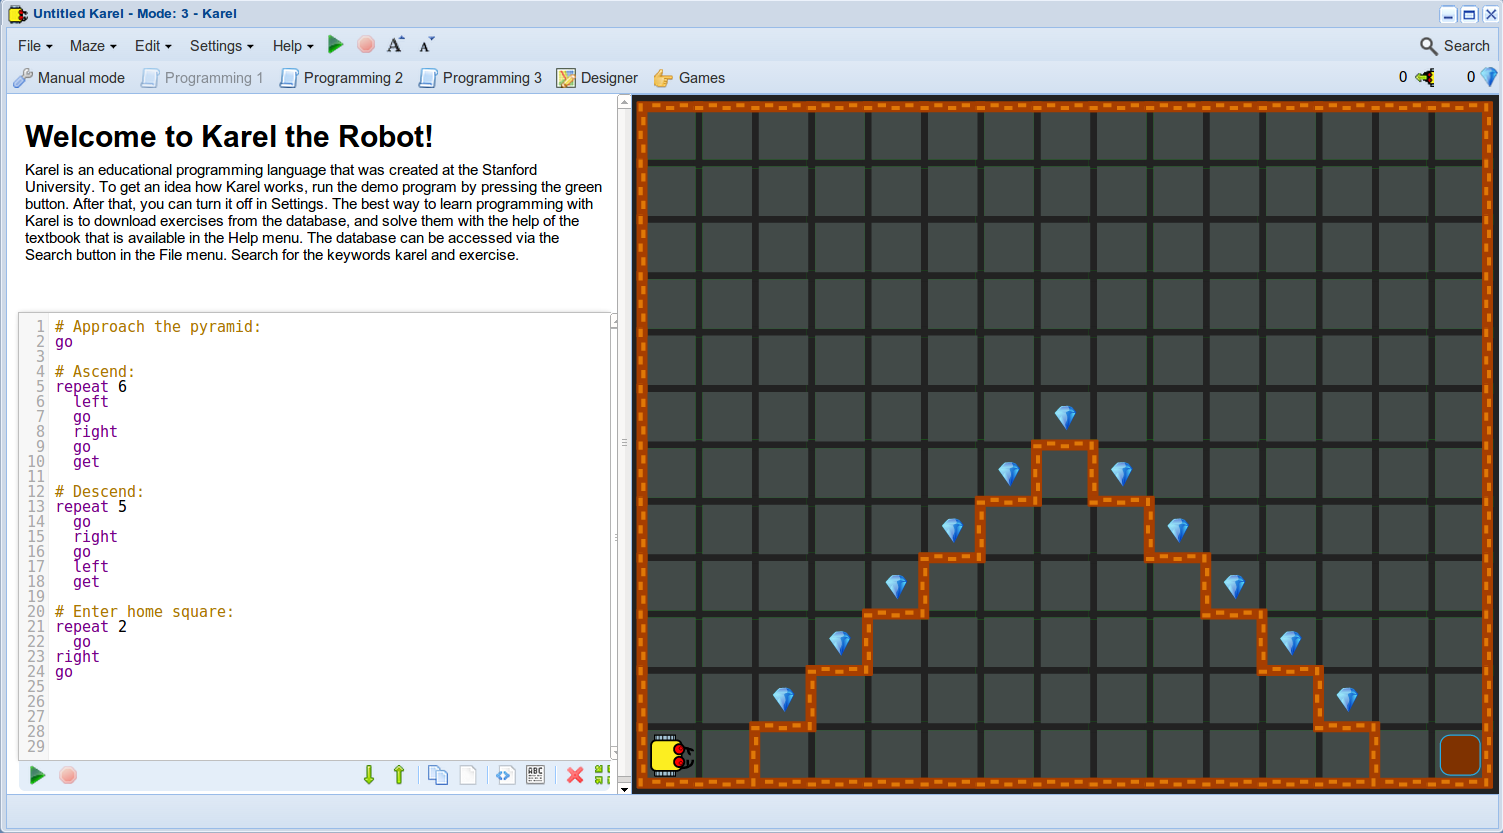 Untitled Karel - Mode: 3 - Karel
File Maze Edit Settings Help A A Search
Manual mode Programming 1 Programming 2 Programming 3 Designer Games 0 0
Welcome to Karel the Robot!
Karel is an educational programming language that was created at the Stanford
University. To get an idea how Karel works, run the demo program by pressing the green
button. After that, you can turn it off in Settings. The best way to learn programming with
Karel is to download exercises from the database, and solve them with the help of the
textbook that is available in the Help menu. The database can be accessed via the
Search button in the File menu. Search for the keywords karel and exercise.
1 # Approach the pyramid:
2 go
3
4 # Ascend:
5 repeat 6
6 left
7 go
8 right
9 go
10 get
11
12 # Descend:
13 repeat 5
14 go
15 right
16 go
17 left
18 get
19
20 # Enter home square:
21 repeat 2
22 go
23 right
24 go
25
26
27
28
29
ABC